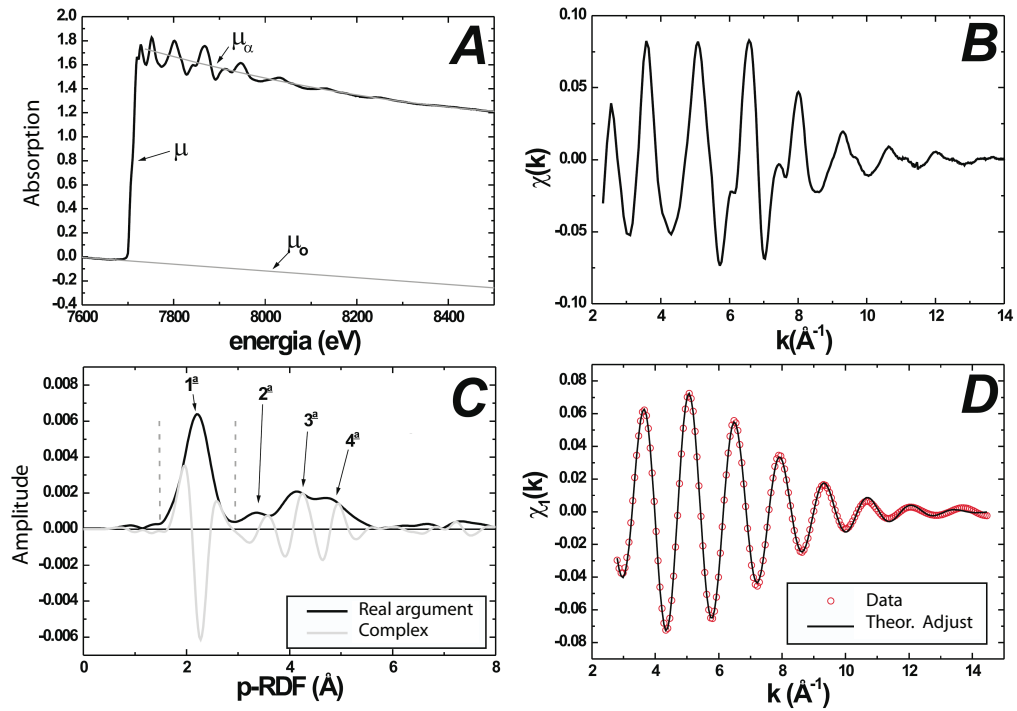 A
1.8
1.6
1.4
1.2
1.0
0.8
0.6
0.4
0.2
0.0
-0.2
-0.4
Absorption
μα
μ
μo
7600 7800 8000 8200 8400
energia (eV)
B
0.10
0.05
0.00
-0.05
-0.10
χ(k)
2 4 6 8 10 12 14
k(Å-1)
C
0.008
0.006
0.004
0.002
0.000
-0.002
-0.004
-0.006
Amplitude
1ª
2ª
3ª
4ª
Real argument
Complex
0 2 4 6 8
p-RDF (Å)
D
0.08
0.06
0.04
0.02
0.00
-0.02
-0.04
-0.06
-0.08
χ1(k)
Data
Theor. Adjust
2 4 6 8 10 12 14
k (Å-1)